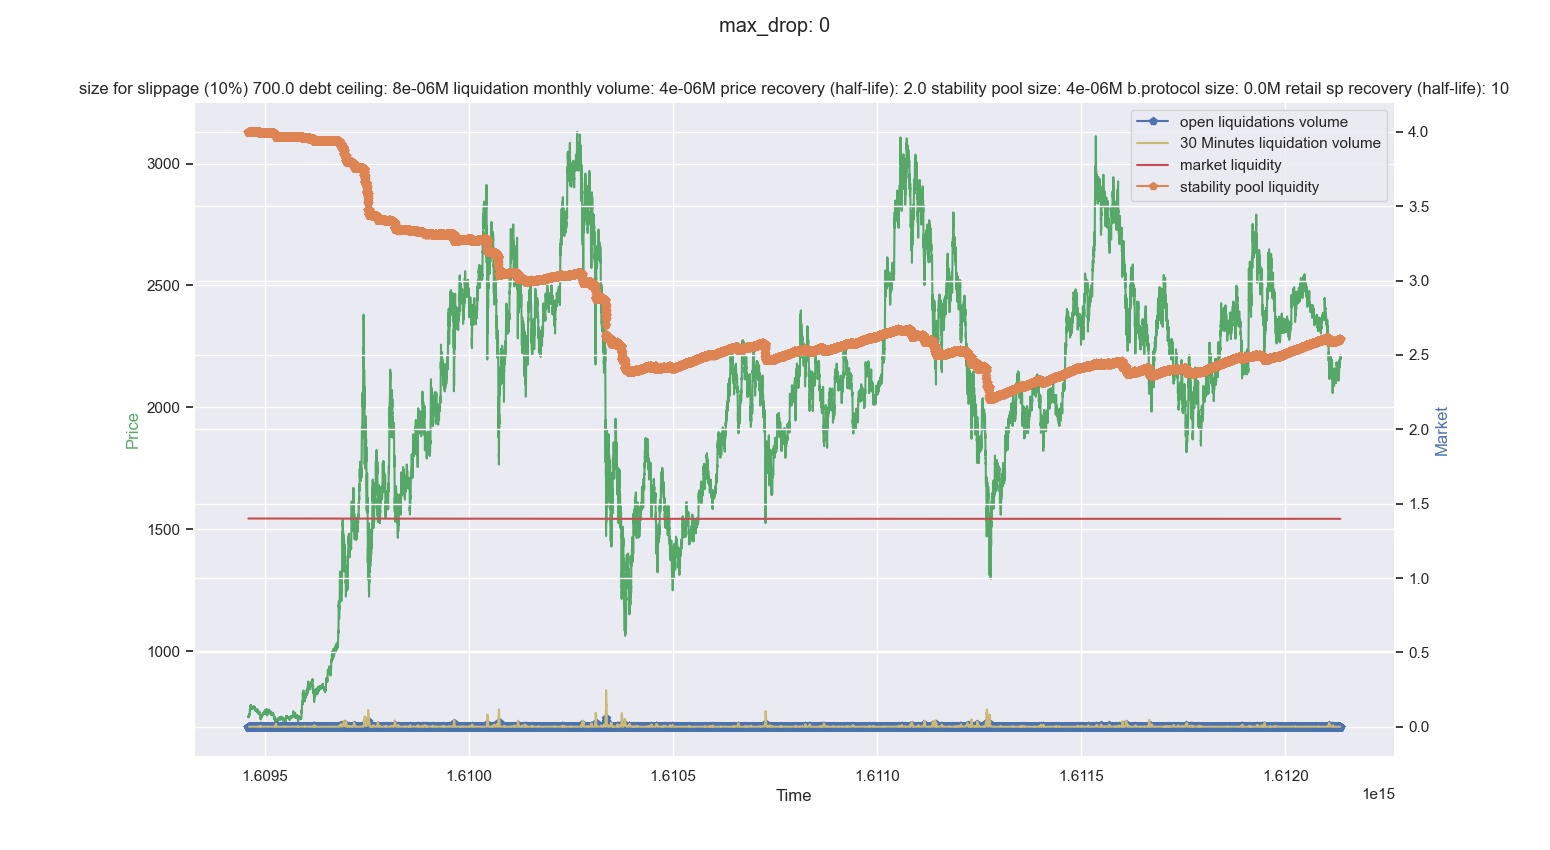 max_drop: 0
size for slippage (10%) 700.0 debt ceiling: 8e-06M liquidation monthly volume: 4e-06M price recovery (half-life): 2.0 stability pool size: 4e-06M b.protocol size: 0.0M retail sp recovery (half-life): 10
open liquidations volume
30 Minutes liquidation volume
market liquidity
stability pool liquidity
3000
2500
2000
1500
1000
Price
4.0
3.5
3.0
2.5
2.0
1.5
1.0
0.5
0.0
Market
1.6095 1.6100 1.6105 1.6110 1.6115 1.6120
Time
1e15